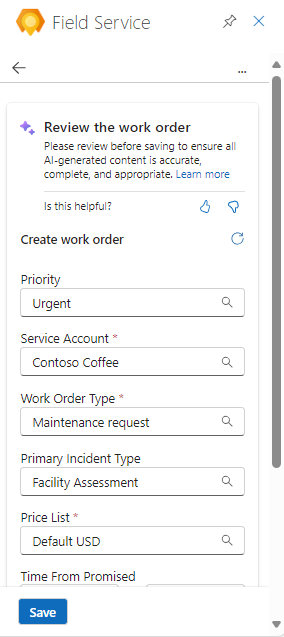 Field Service
...
Review the work order
Please review before saving to ensure all
AI-generated content is accurate,
complete, and appropriate. Learn more
Is this helpful?
Create work order
Priority
Urgent
Service Account *
Contoso Coffee
Work Order Type *
Maintenance request
Primary Incident Type
Facility Assessment
Price List *
Default USD
Time From Promised
Save